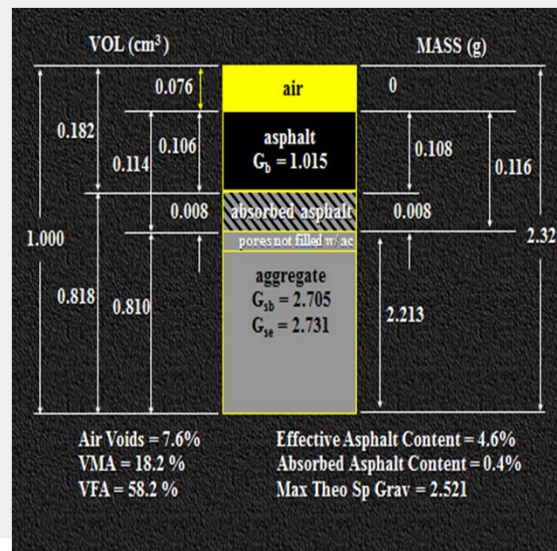 VOL (cm³) MASS (g)
0.076 air 0
0.182
0.106 asphalt 0.108
0.114 G_b = 1.015 0.116
0.008 absorbed asphalt 0.008
1.000 pores not filled w/ ac 2.32
aggregate
0.818 0.810 G_sb = 2.705 2.213
G_se = 2.731
Air Voids = 7.6% Effective Asphalt Content = 4.6%
VMA = 18.2 % Absorbed Asphalt Content = 0.4%
VFA = 58.2 % Max Theo Sp Grav = 2.521